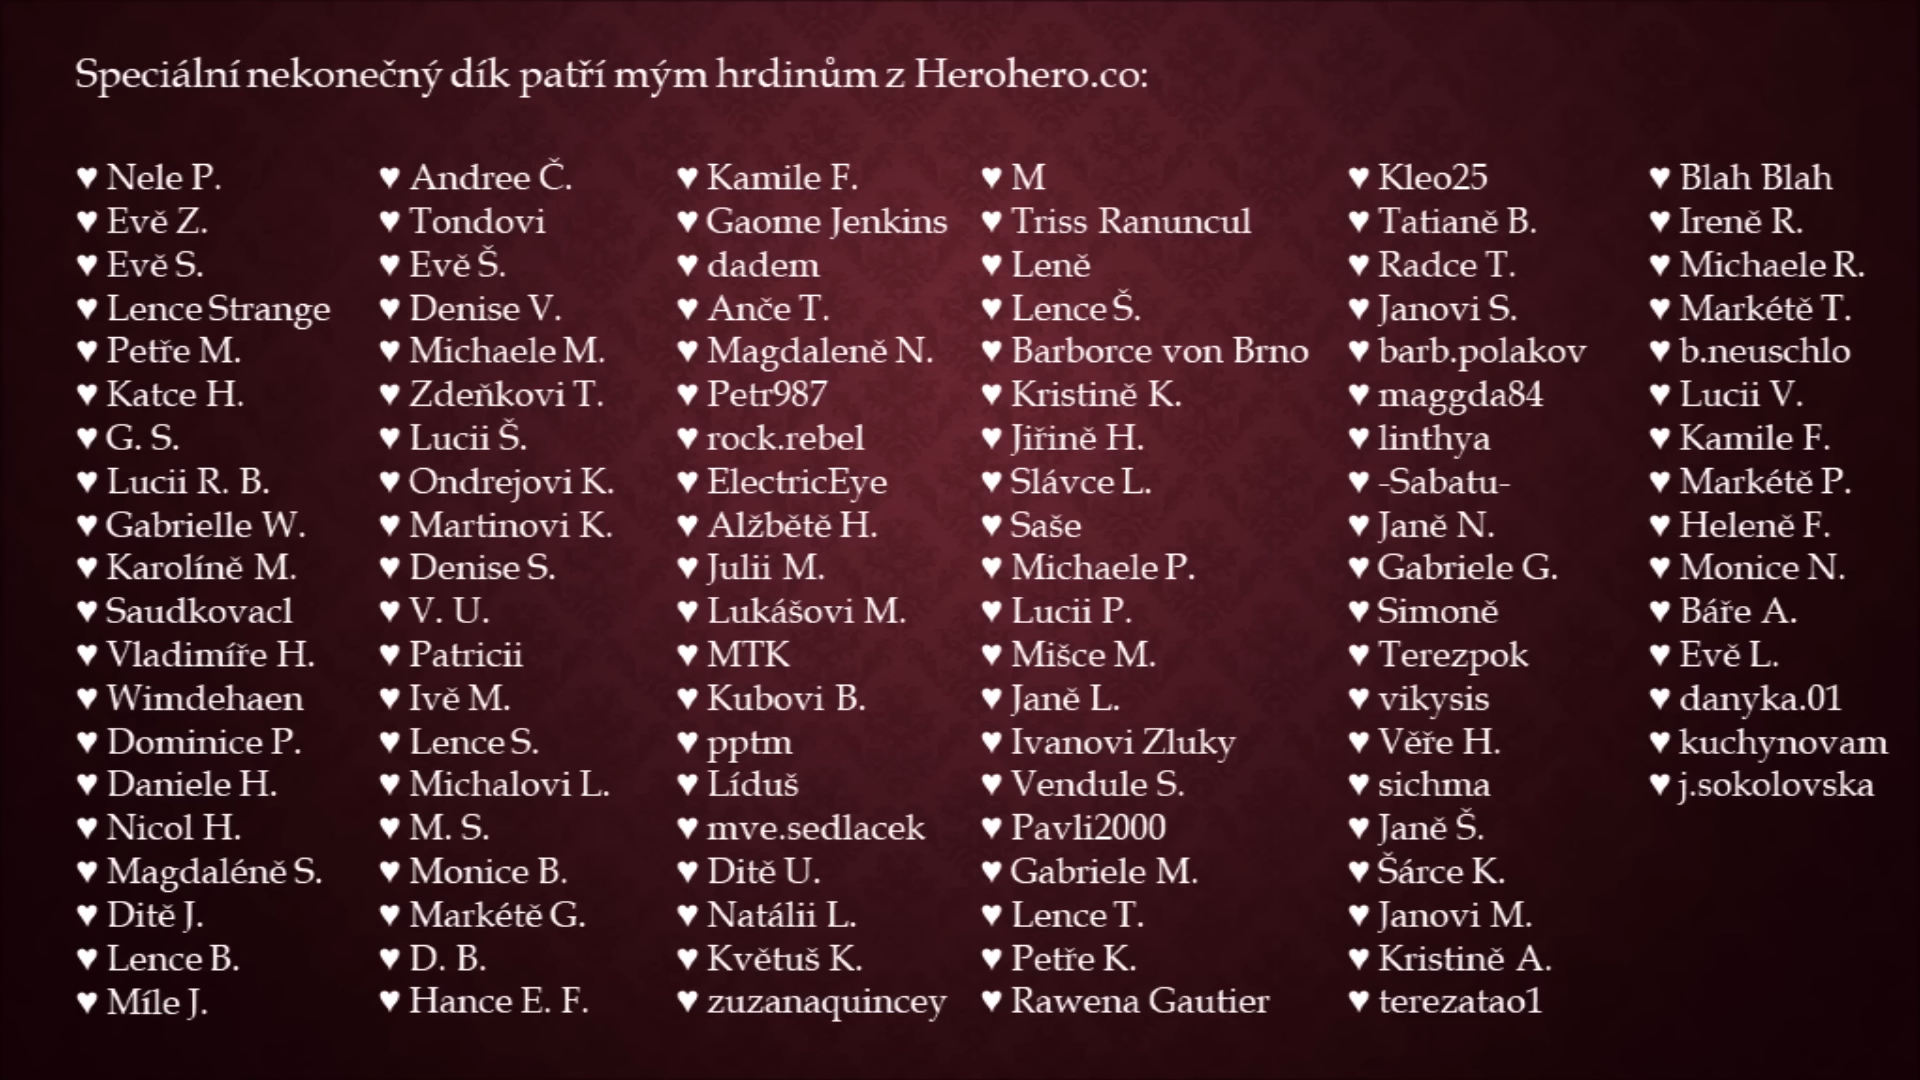 Speciální nekonečný dík patří mým hrdinům z Herohero.co:
♥ Nele P.
♥ Evě Z.
♥ Evě S.
♥ Lence Strange
♥ Petře M.
♥ Katce H.
♥ G. S.
♥ Lucii R. B.
♥ Gabrielle W.
♥ Karolíně M.
♥ Saudkovacl
♥ Vladimíře H.
♥ Wimdehaen
♥ Dominice P.
♥ Daniele H.
♥ Nicol H.
♥ Magdaléně S.
♥ Ditě J.
♥ Lence B.
♥ Míle J.
♥ Andree Č.
♥ Tondovi
♥ Evě Š.
♥ Denise V.
♥ Michaele M.
♥ Zdeňkovi T.
♥ Lucii Š.
♥ Ondrejovi K.
♥ Martinovi K.
♥ Denise S.
♥ V. U.
♥ Patricii
♥ Ivě M.
♥ Lence S.
♥ Michalovi L.
♥ M. S.
♥ Monice B.
♥ Markétě G.
♥ D. B.
♥ Hance E. F.
♥ Kamile F.
♥ Gaome Jenkins
♥ dadem
♥ Anče T.
♥ Magdaleně N.
♥ Petr987
♥ rock.rebel
♥ ElectricEye
♥ Alžbětě H.
♥ Julii M.
♥ Lukášovi M.
♥ MTK
♥ Kubovi B.
♥ pptm
♥ Líduš
♥ mve.sedlacek
♥ Ditě U.
♥ Natálii L.
♥ Květuš K.
♥ zuzanaquincey
♥ M
♥ Triss Ranuncul
♥ Leně
♥ Lence Š.
♥ Barborce von Brno
♥ Kristině K.
♥ Jiřině H.
♥ Slávce L.
♥ Saše
♥ Michaele P.
♥ Lucii P.
♥ Mišce M.
♥ Janě L.
♥ Ivanovi Zluky
♥ Vendule S.
♥ Pavli2000
♥ Gabriele M.
♥ Lence T.
♥ Petře K.
♥ Rawena Gautier
♥ Kleo25
♥ Tatianě B.
♥ Radce T.
♥ Janovi S.
♥ barb.polakov
♥ maggda84
♥ linthya
♥ -Sabatu-
♥ Janě N.
♥ Gabriele G.
♥ Simoně
♥ Terezpok
♥ vikysis
♥ Věře H.
♥ sichma
♥ Janě Š.
♥ Šárce K.
♥ Janovi M.
♥ Kristině A.
♥ terezatao1
♥ Blah Blah
♥ Ireně R.
♥ Michaele R.
♥ Markétě T.
♥ b.neuschlo
♥ Lucii V.
♥ Kamile F.
♥ Markétě P.
♥ Heleně F.
♥ Monice N.
♥ Báře A.
♥ Evě L.
♥ danyka.01
♥ kuchynovam
♥ j.sokolovska